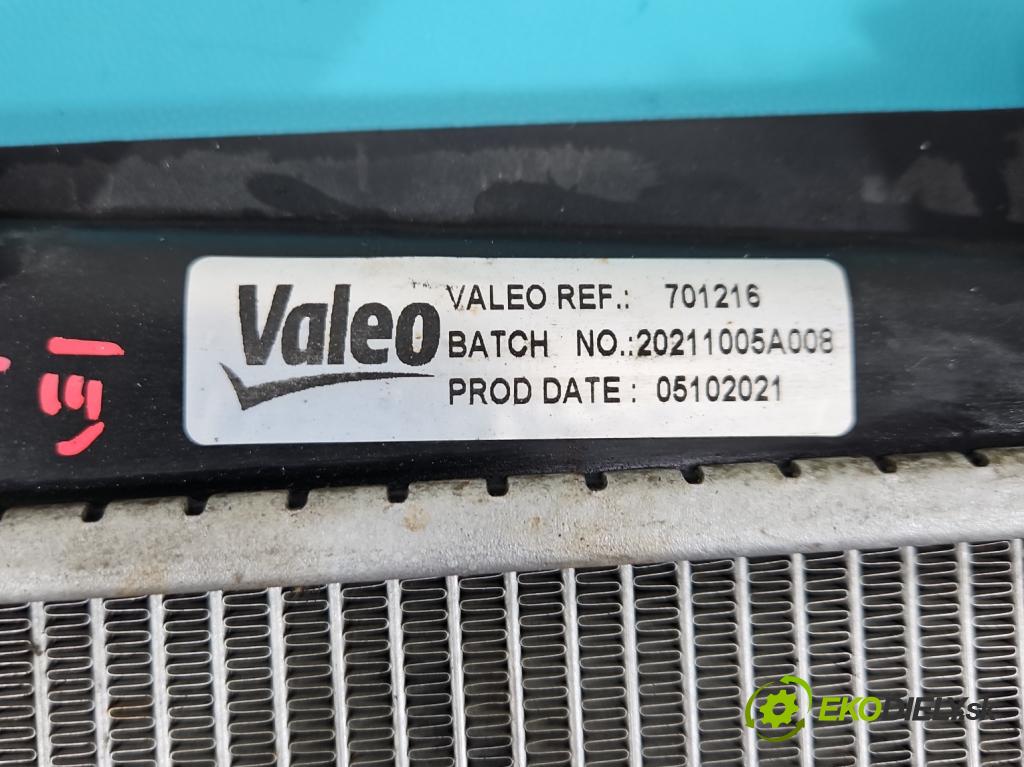 Valeo
VALEO REF.: 701216
BATCH NO.:20211005A008
PROD DATE : 05102021
EKODIELY.sk